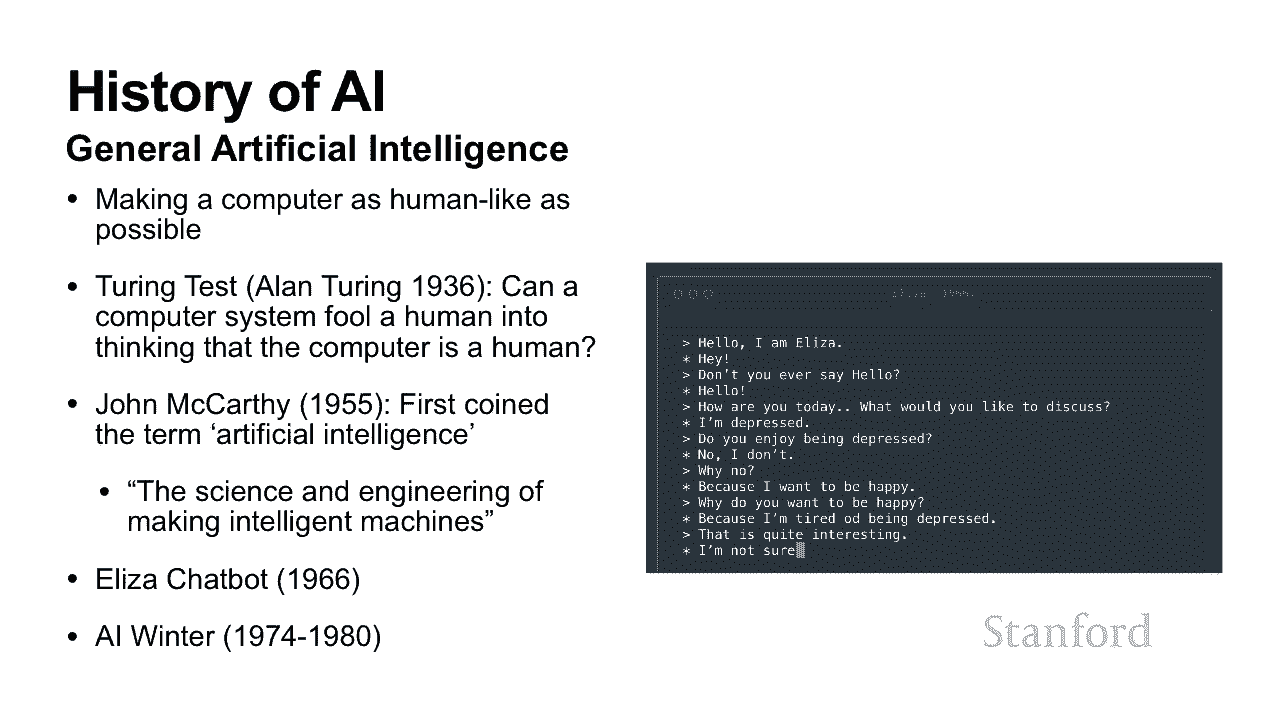 History of AI
General Artificial Intelligence
• Making a computer as human-like as
possible
• Turing Test (Alan Turing 1936): Can a
computer system fool a human into
thinking that the computer is a human?
• John McCarthy (1955): First coined
the term ‘artificial intelligence’
• “The science and engineering of
making intelligent machines”
• Eliza Chatbot (1966)
• AI Winter (1974-1980)
> Hello, I am Eliza.
* Hey!
> Don’t you ever say Hello?
* Hello!
> How are you today.. What would you like to discuss?
* I’m depressed.
> Do you enjoy being depressed?
* No, I don’t.
> Why no?
* Because I want to be happy.
> Why do you want to be happy?
* Because I’m tired od being depressed.
> That is quite interesting.
* I’m not sure
Stanford